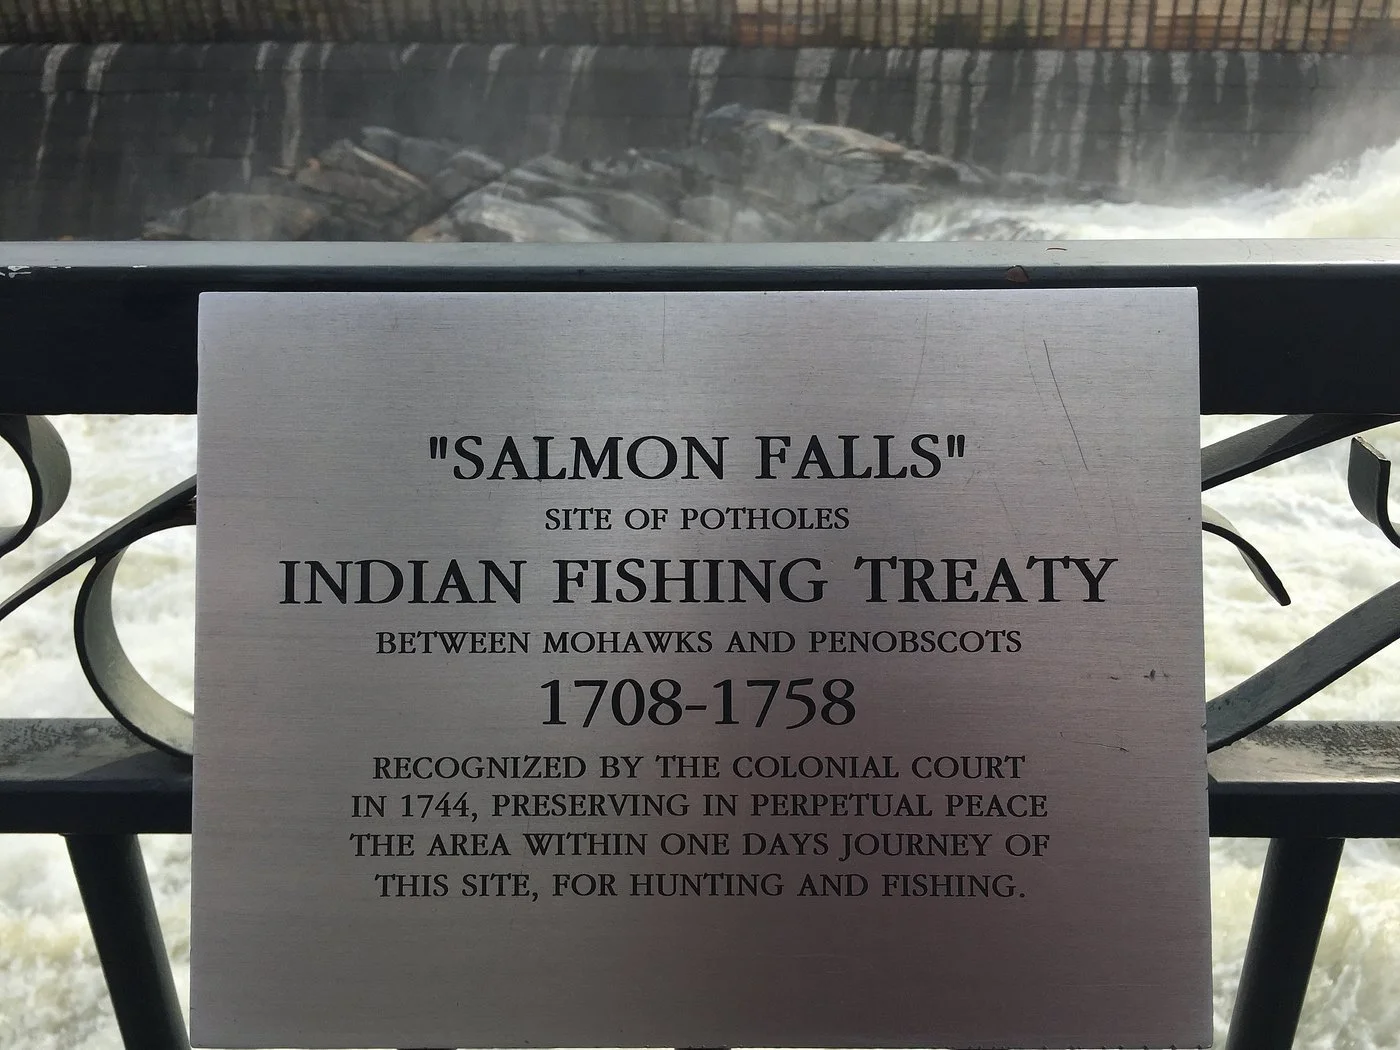 "SALMON FALLS"
SITE OF POTHOLES
INDIAN FISHING TREATY
BETWEEN MOHAWKS AND PENOBSCOTS
1708-1758
RECOGNIZED BY THE COLONIAL COURT
IN 1744, PRESERVING IN PERPETUAL PEACE
THE AREA WITHIN ONE DAYS JOURNEY OF
THIS SITE, FOR HUNTING AND FISHING.